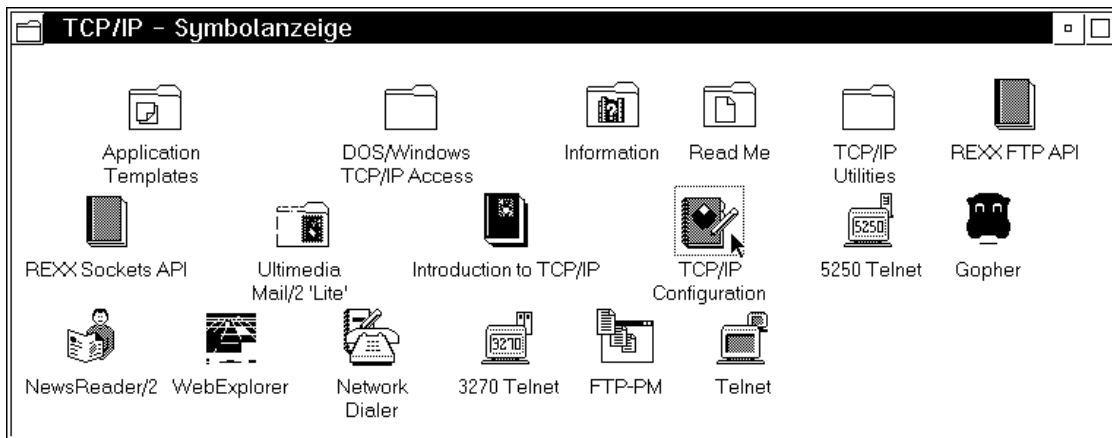 TCP/IP - Symbolanzeige
Application
Templates
DOS/Windows
TCP/IP Access
Information
Read Me
TCP/IP
Utilities
REXX FTP API
REXX Sockets API
Ultimedia
Mail/2 'Lite'
Introduction to TCP/IP
TCP/IP
Configuration
5250
5250 Telnet
Gopher
NewsReader/2
WebExplorer
Network
Dialer
3270
3270 Telnet
FTP-PM
Telnet